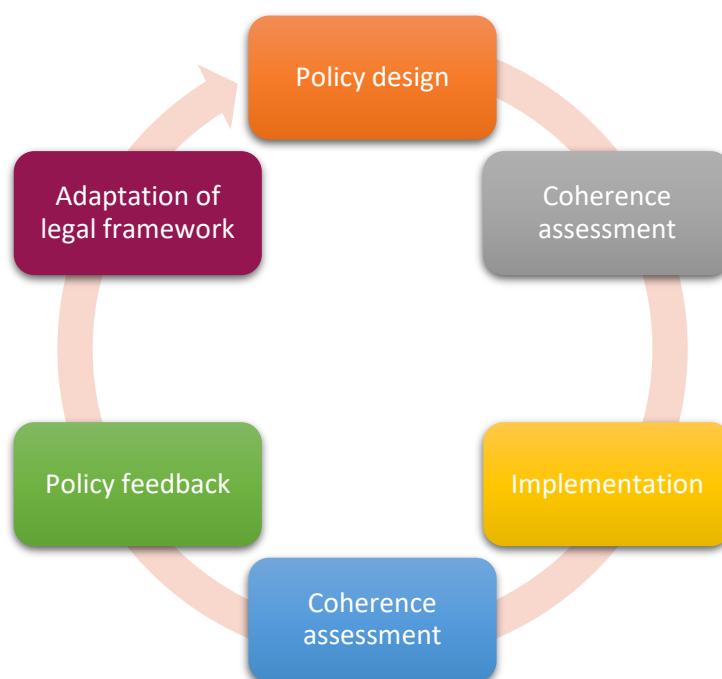 Policy design
Coherence
assessment
Implementation
Coherence
assessment
Policy feedback
Adaptation of
legal framework